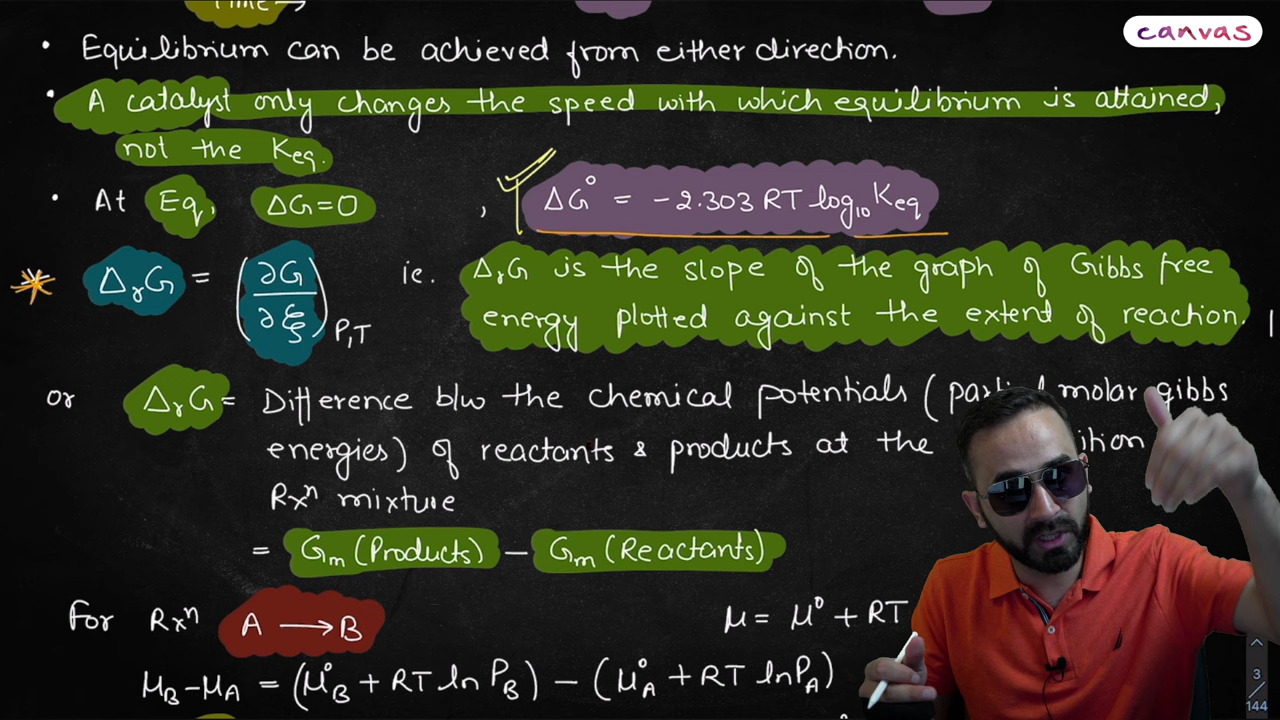 Time →
canvas
• Equilibrium can be achieved from either direction.
• A catalyst only changes the speed with which equilibrium is attained,
not the Keq.
• At Eq, ΔG=0 , ΔG° = -2.303 RT log₁₀ Keq
* ΔᵣG = (∂G/∂ξ)P,T ie. ΔᵣG is the slope of the graph of Gibbs free
energy plotted against the extend of reaction.
or ΔᵣG = Difference b/w the chemical potentials ( molar gibbs
energies) of reactants & products at the
Rxⁿ mixture
= Gm (Products) − Gm (Reactants)
For Rxⁿ A → B μ = μ° + RT
μB − μA = (μ°B + RT ln PB) − (μ°A + RT ln PA)
3
/
144